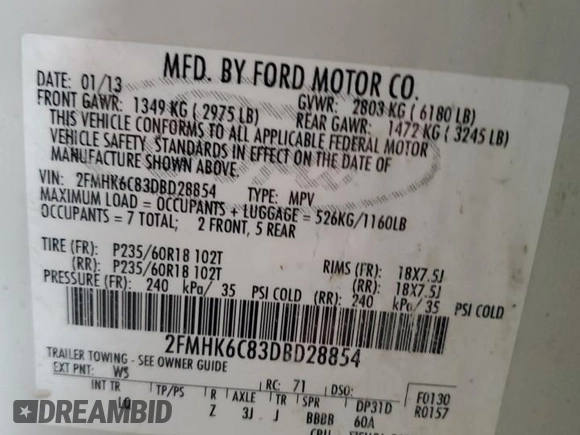 MFD. BY FORD MOTOR CO.
DATE: 01/13 GVWR: 2803 KG ( 6180 LB)
FRONT GAWR: 1349 KG ( 2975 LB) REAR GAWR: 1472 KG ( 3245 LB)
THIS VEHICLE CONFORMS TO ALL APPLICABLE FEDERAL MOTOR
VEHICLE SAFETY STANDARDS IN EFFECT ON THE DATE OF
MANUFACTURE SHOWN ABOVE.
VIN: 2FMHK6C83DBD28854 TYPE: MPV
MAXIMUM LOAD = OCCUPANTS + LUGGAGE = 526KG/1160LB
OCCUPANTS = 7 TOTAL; 2 FRONT, 5 REAR
TIRE (FR): P235/60R18 102T RIMS (FR): 18X7.5J
(RR): P235/60R18 102T (RR): 18X7.5J
PRESSURE (FR): 240 kPa/ 35 PSI COLD (RR): 240 kPa/ 35 PSI COLD
2FMHK6C83DBD28854
TRAILER TOWING - SEE OWNER GUIDE
EXT PNT: WS RC: 71 DSO: F0130
INT TR TP/PS R AXLE TR SPR DP31D R0157
LQ Z 3J J BBBB 60A
DREAMBID